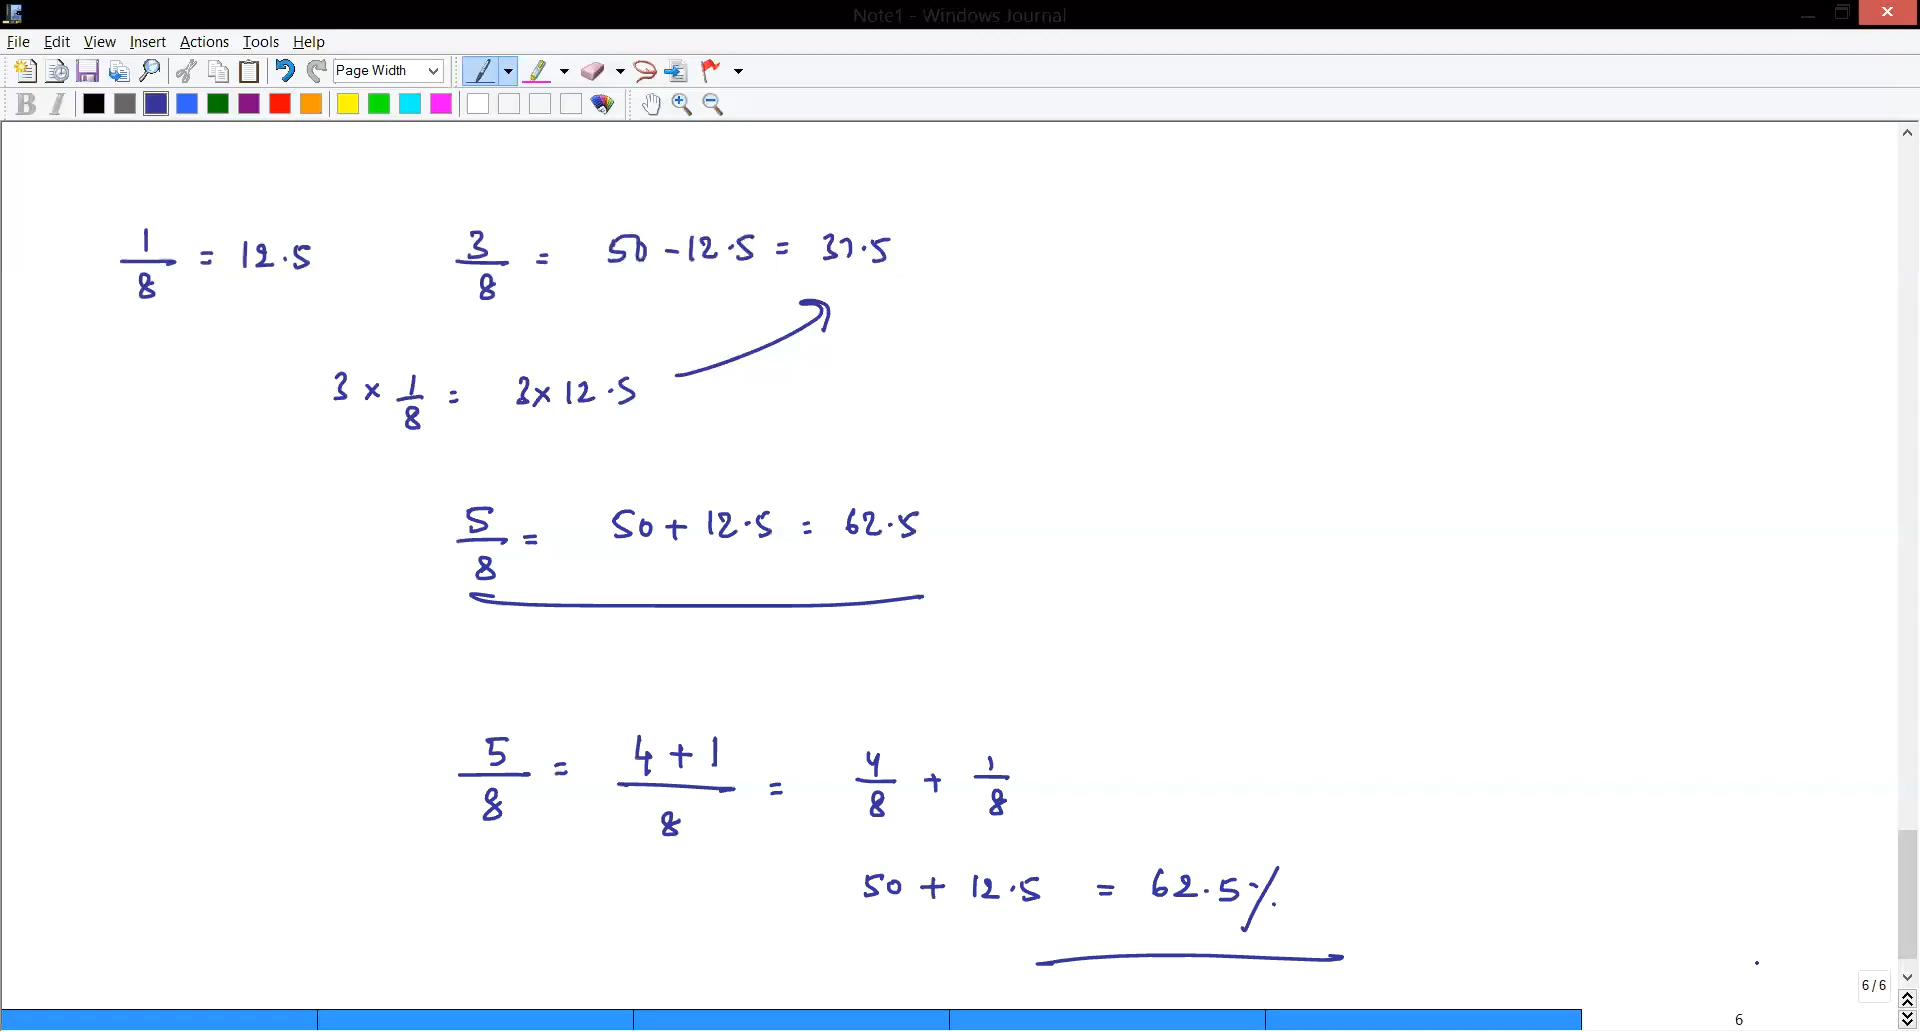 Note1 - Windows Journal
File Edit View Insert Actions Tools Help
Page Width
B I
1/8 = 12.5 3/8 = 50 - 12.5 = 37.5
3 × 1/8 = 3 × 12.5
5/8 = 50 + 12.5 = 62.5
5/8 = 4 + 1/8 = 4/8 + 1/8
50 + 12.5 = 62.5%
6 / 6
6